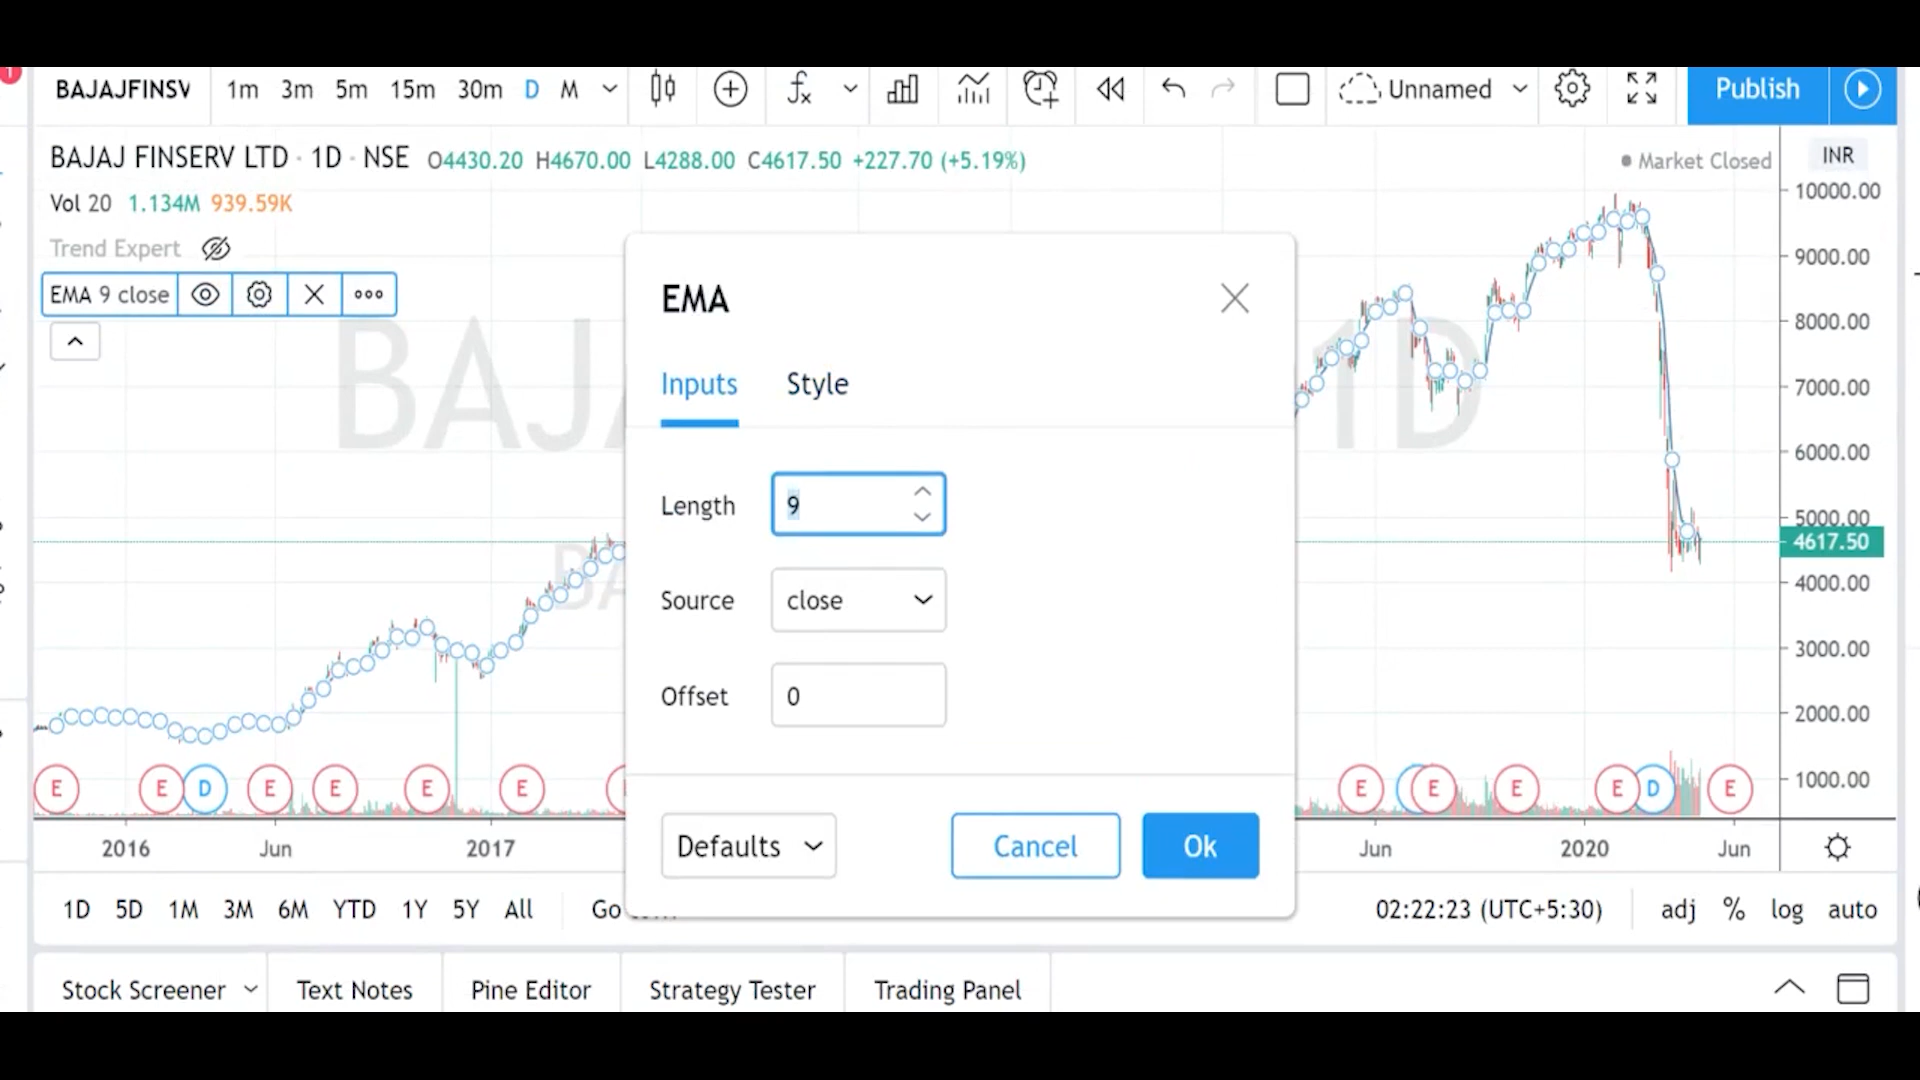 1
BAJAJFINSV 1m 3m 5m 15m 30m D M Unnamed Publish
BAJAJ FINSERV LTD · 1D · NSE O4430.20 H4670.00 L4288.00 C4617.50 +227.70 (+5.19%) Market Closed INR
Vol 20 1.134M 939.59K
Trend Expert
EMA 9 close
EMA
Inputs Style
Length 9
Source close
Offset 0
Defaults Cancel Ok
BAJ 1D
BA
10000.00
9000.00
8000.00
7000.00
6000.00
5000.00
4617.50
4000.00
3000.00
2000.00
1000.00
E E D E E E E E E E E D E
2016 Jun 2017 Jun 2020 Jun
1D 5D 1M 3M 6M YTD 1Y 5Y All Go 02:22:23 (UTC+5:30) adj % log auto
Stock Screener Text Notes Pine Editor Strategy Tester Trading Panel